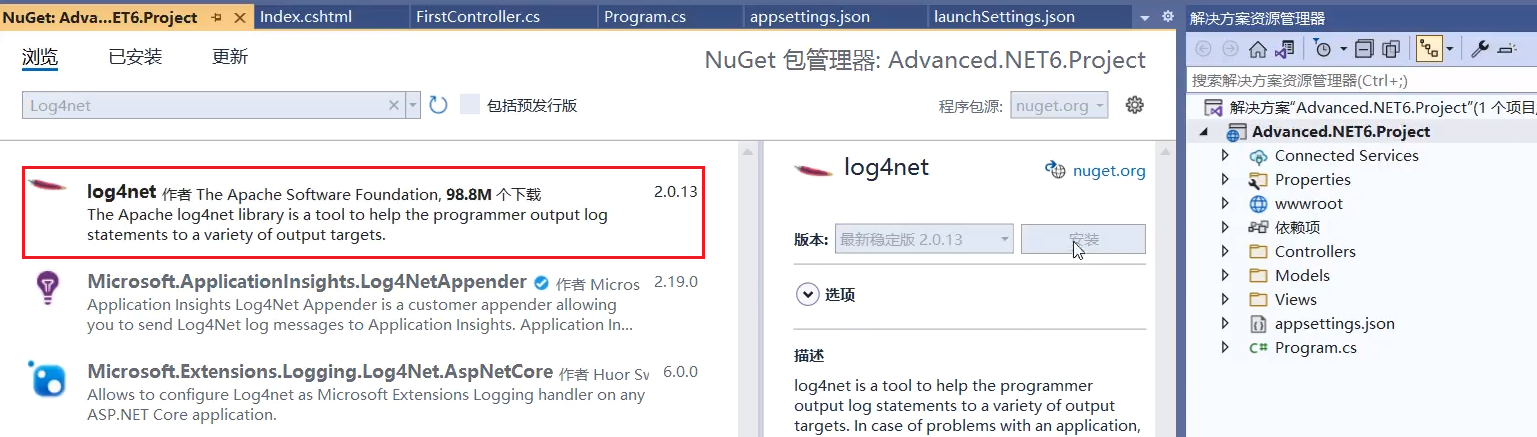 NuGet: Ad...ET6.Project
Index.cshtml
FirstController.cs
Program.cs
appsettings.json
launchSettings.json
浏览
已安装
更新
NuGet 包管理器: Advanced.NET6.Project
Log4net
包括预发行版
程序包源:
nuget.org
log4net 作者 The Apache Software Foundation, 98.8M 个下载
2.0.13
The Apache log4net library is a tool to help the programmer output log
statements to a variety of output targets.
Microsoft.ApplicationInsights.Log4NetAppender 作者 Micros
2.19.0
Application Insights Log4Net Appender is a customer appender allowing
you to send Log4Net log messages to Application Insights. Application In...
Microsoft.Extensions.Logging.Log4Net.AspNetCore 作者 Huor Sw
6.0.0
Allows to configure Log4net as Microsoft Extensions Logging handler on any
ASP.NET Core application.
log4net
nuget.org
版本:
最新稳定版 2.0.13
安装
选项
描述
log4net is a tool to help the programmer
output log statements to a variety of output
targets. In case of problems with an application,
解决方案资源管理器
搜索解决方案资源管理器(Ctrl+;)
解决方案“Advanced.NET6.Project”(1 个项目,
Advanced.NET6.Project
Connected Services
Properties
wwwroot
依赖项
Controllers
Models
Views
appsettings.json
C# Program.cs